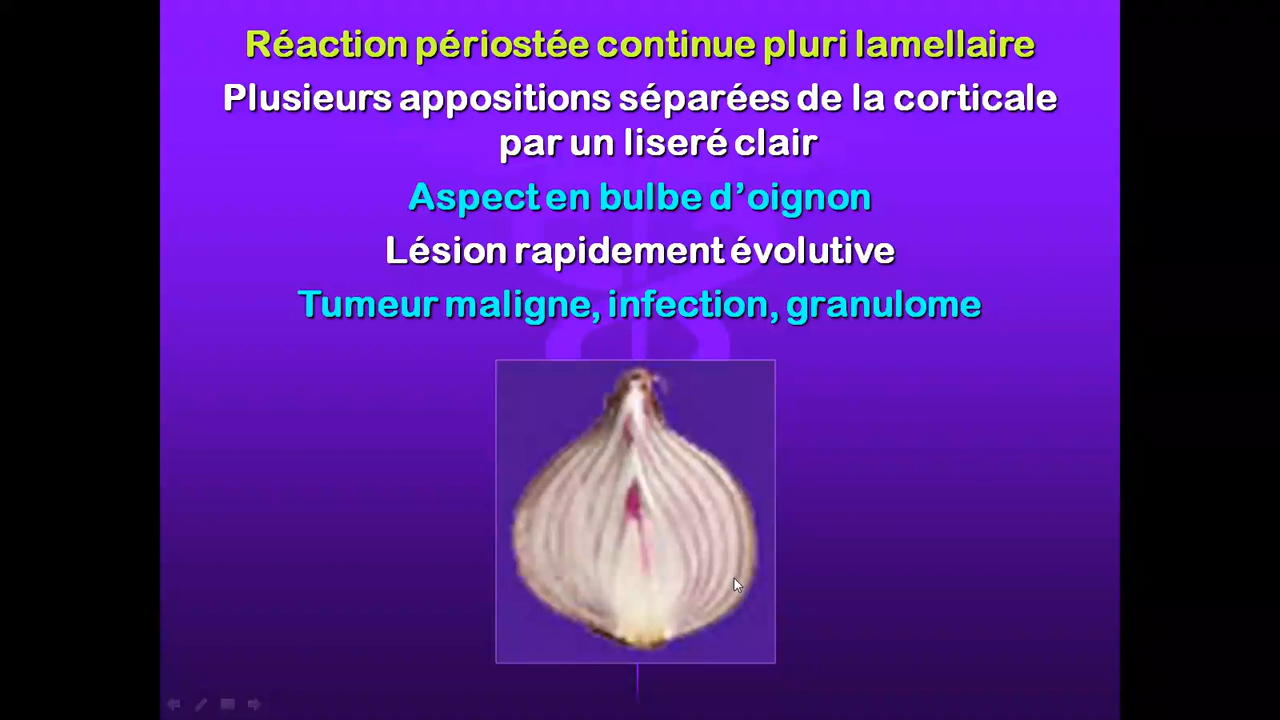 Réaction périostée continue pluri lamellaire
Plusieurs appositions séparées de la corticale
par un liseré clair
Aspect en bulbe d’oignon
Lésion rapidement évolutive
Tumeur maligne, infection, granulome